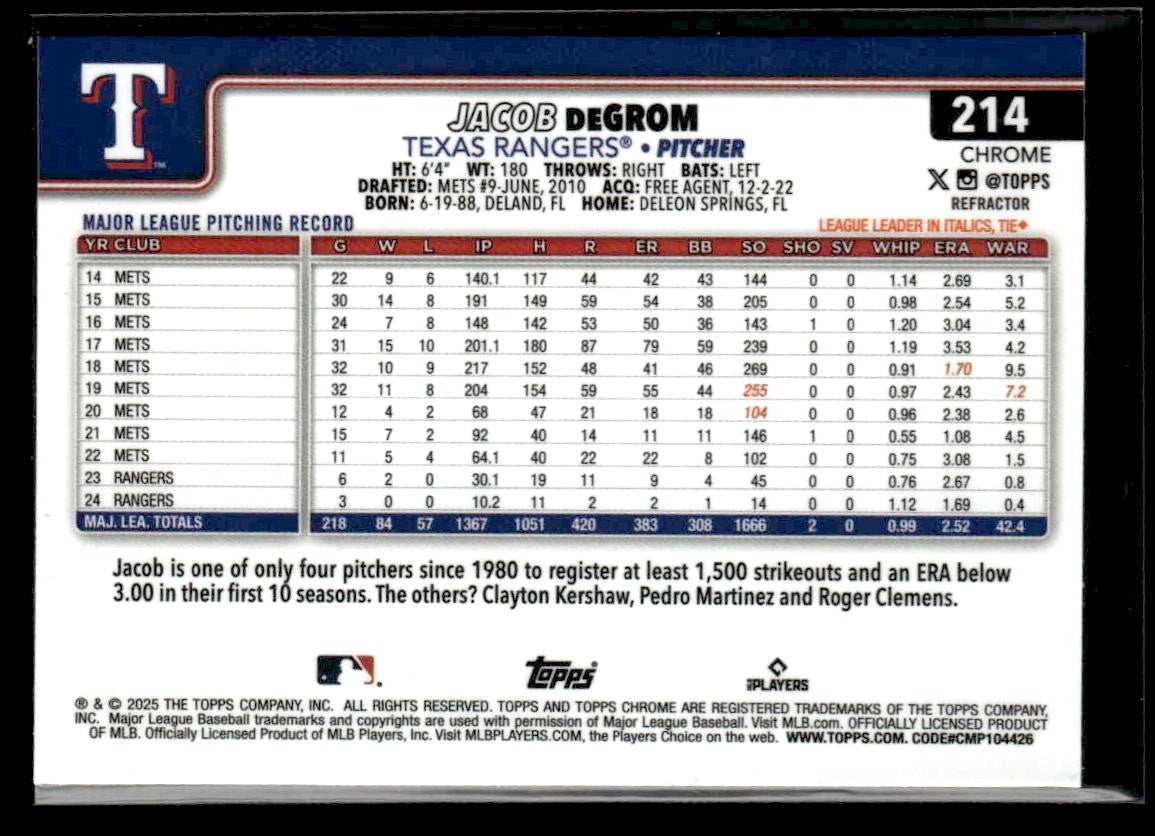 T
TM
JACOB DeGROM
214
TEXAS RANGERS® • PITCHER
CHROME
HT: 6'4" WT: 180 THROWS: RIGHT BATS: LEFT
@TOPPS
DRAFTED: METS #9-JUNE, 2010 ACQ: FREE AGENT, 12-2-22
REFRACTOR
BORN: 6-19-88, DELAND, FL HOME: DELEON SPRINGS, FL
MAJOR LEAGUE PITCHING RECORD
LEAGUE LEADER IN ITALICS, TIE♦
YR CLUB G W L IP H R ER BB SO SHO SV WHIP ERA WAR
14 METS 22 9 6 140.1 117 44 42 43 144 0 0 1.14 2.69 3.1
15 METS 30 14 8 191 149 59 54 38 205 0 0 0.98 2.54 5.2
16 METS 24 7 8 148 142 53 50 36 143 1 0 1.20 3.04 3.4
17 METS 31 15 10 201.1 180 87 79 59 239 0 0 1.19 3.53 4.2
18 METS 32 10 9 217 152 48 41 46 269 0 0 0.91 1.70 9.5
19 METS 32 11 8 204 154 59 55 44 255 0 0 0.97 2.43 7.2
20 METS 12 4 2 68 47 21 18 18 104 0 0 0.96 2.38 2.6
21 METS 15 7 2 92 40 14 11 11 146 1 0 0.55 1.08 4.5
22 METS 11 5 4 64.1 40 22 22 8 102 0 0 0.75 3.08 1.5
23 RANGERS 6 2 0 30.1 19 11 9 4 45 0 0 0.76 2.67 0.8
24 RANGERS 3 0 0 10.2 11 2 2 1 14 0 0 1.12 1.69 0.4
MAJ. LEA. TOTALS 218 84 57 1367 1051 420 383 308 1666 2 0 0.99 2.52 42.4
Jacob is one of only four pitchers since 1980 to register at least 1,500 strikeouts and an ERA below
3.00 in their first 10 seasons. The others? Clayton Kershaw, Pedro Martinez and Roger Clemens.
Topps®
PLAYERS
® & © 2025 THE TOPPS COMPANY, INC. ALL RIGHTS RESERVED. TOPPS AND TOPPS CHROME ARE REGISTERED TRADEMARKS OF THE TOPPS COMPANY,
INC. Major League Baseball trademarks and copyrights are used with permission of Major League Baseball. Visit MLB.com. OFFICIALLY LICENSED PRODUCT
OF MLB. Officially Licensed Product of MLB Players, Inc. Visit MLBPLAYERS.COM, the Players Choice on the web. WWW.TOPPS.COM. CODE#CMP104426